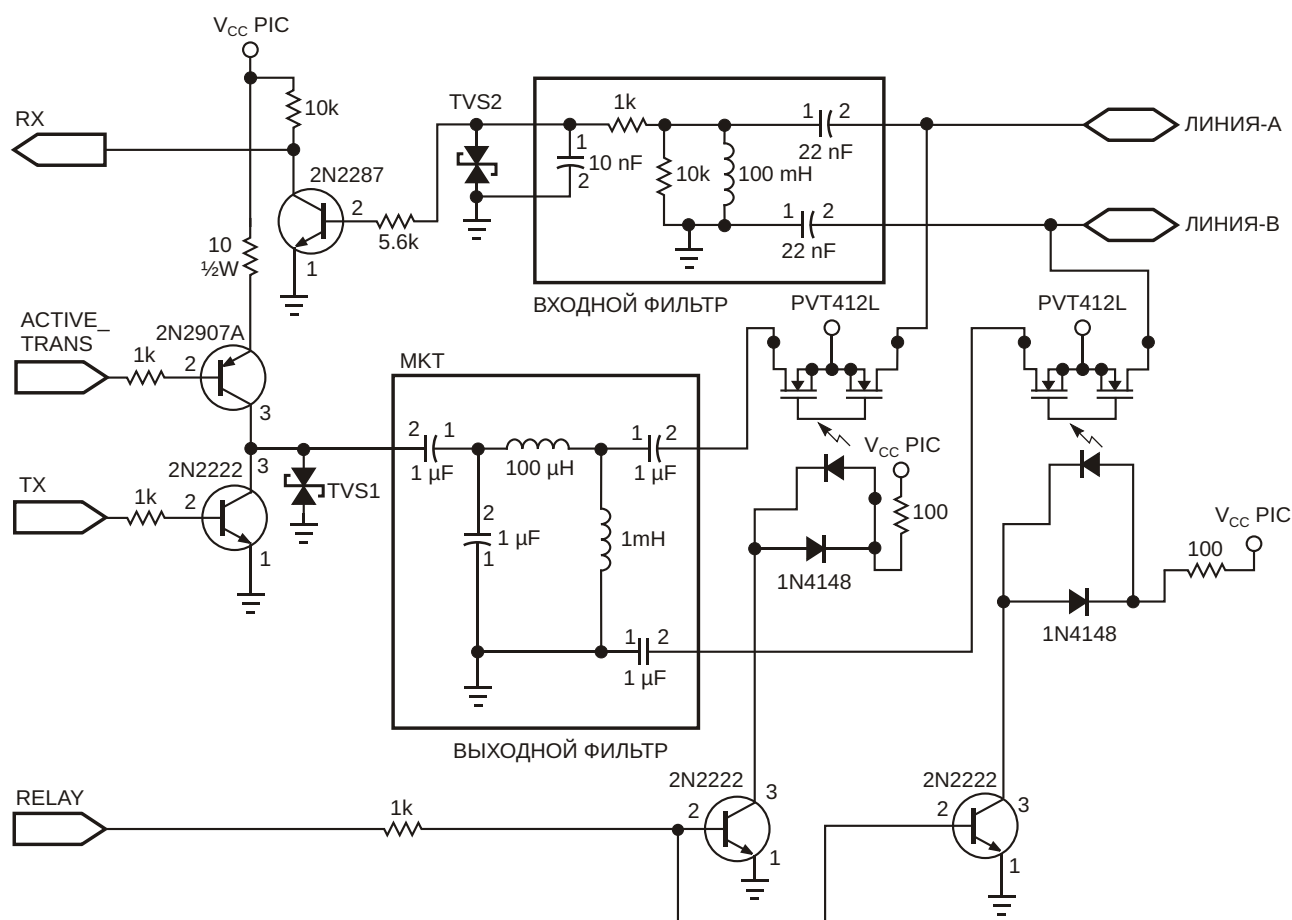 V_CC PIC
RX
10k
TVS2
1k
1 2
22 nF
ЛИНИЯ-A
2N2287
2
1
5.6k
1
10 nF
2
10k
100 mH
1 2
22 nF
ЛИНИЯ-B
10
½W
ВХОДНОЙ ФИЛЬТР
PVT412L
PVT412L
ACTIVE_
TRANS
1k
2N2907A
2
3
MKT
2 1
1 µF
100 µH
1 2
1 µF
V_CC PIC
100
TX
1k
2N2222
3
2
1
TVS1
2
1 µF
1
1mH
1N4148
V_CC PIC
100
1N4148
1 2
1 µF
ВЫХОДНОЙ ФИЛЬТР
RELAY
1k
2N2222
3
2
1
2N2222
3
2
1